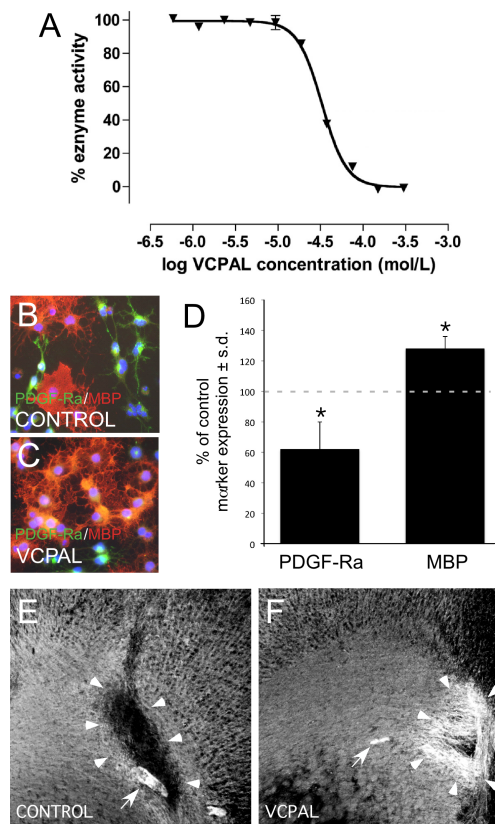 A
% eznyme activity
100
80
60
40
20
0
-6.5 -6.0 -5.5 -5.0 -4.5 -4.0 -3.5 -3.0
log VCPAL concentration (mol/L)
B
PDGF-Ra/MBP
CONTROL
C
PDGF-Ra/MBP
VCPAL
D
% of control
mαrker expression ± s.d.
160
140
120
100
80
60
40
20
0
*
*
PDGF-Ra MBP
E
CONTROL
F
VCPAL